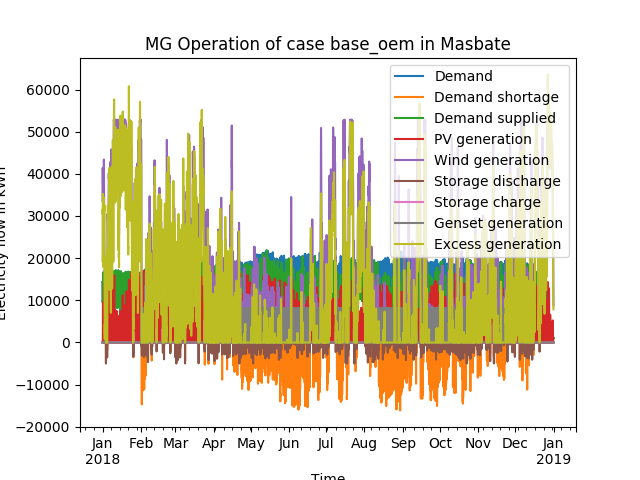 MG Operation of case base_oem in Masbate
60000
50000
40000
30000
20000
10000
0
−10000
−20000
Demand
Demand shortage
Demand supplied
PV generation
Wind generation
Storage discharge
Storage charge
Genset generation
Excess generation
Jan Feb Mar Apr May Jun Jul Aug Sep Oct Nov Dec Jan
2018 2019
flow in kWh
Time